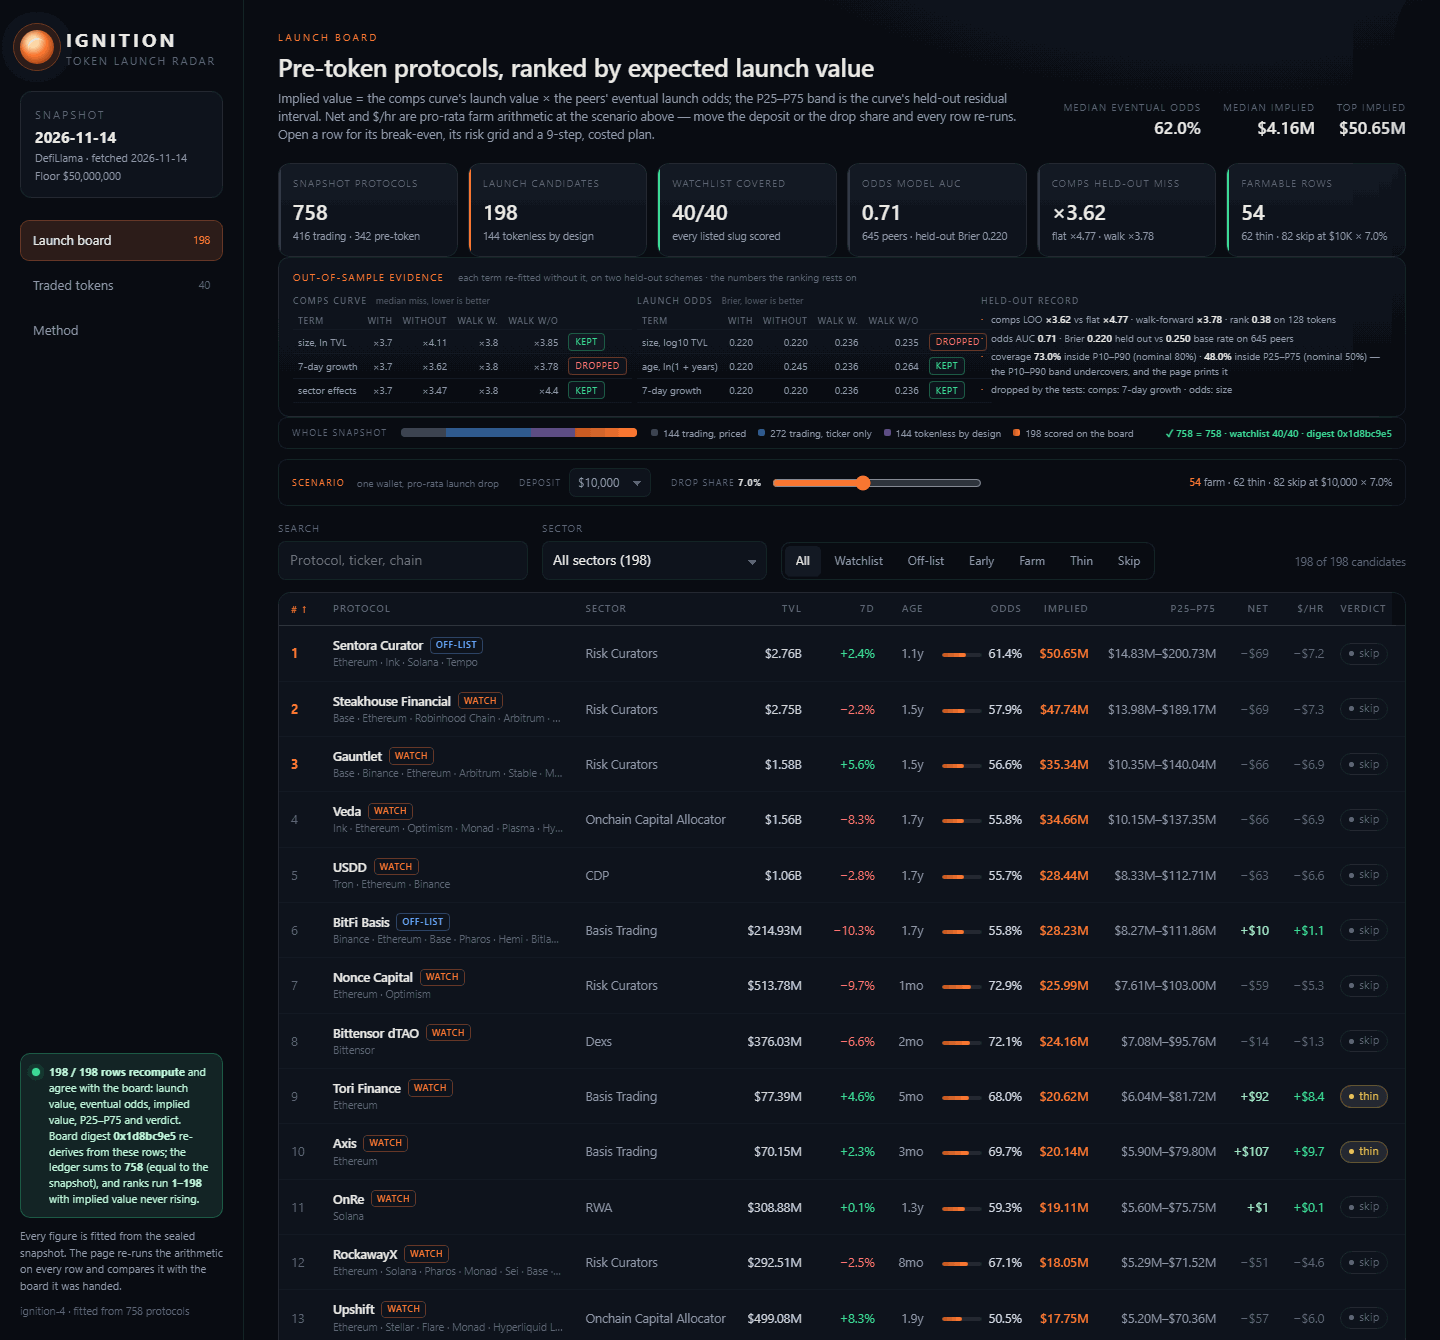 IGNITION
TOKEN LAUNCH RADAR
SNAPSHOT
2026-11-14
DefiLlama · fetched 2026-11-14
Floor $50,000,000
Launch board 198
Traded tokens 40
Method
198 / 198 rows recompute and
agree with the board: launch
value, eventual odds, implied
value, P25–P75 and verdict.
Board digest 0x1d8bc9e5 re-
derives from these rows; the
ledger sums to 758 (equal to the
snapshot), and ranks run 1–198
with implied value never rising.
Every figure is fitted from the sealed
snapshot. The page re-runs the arithmetic
on every row and compares it with the
board it was handed.
ignition-4 · fitted from 758 protocols
LAUNCH BOARD
Pre-token protocols, ranked by expected launch value
Implied value = the comps curve's launch value × the peers' eventual launch odds; the P25–P75 band is the curve's held-out residual
interval. Net and $/hr are pro-rata farm arithmetic at the scenario above — move the deposit or the drop share and every row re-runs.
Open a row for its break-even, its risk grid and a 9-step, costed plan.
MEDIAN EVENTUAL ODDS
62.0%
MEDIAN IMPLIED
$4.16M
TOP IMPLIED
$50.65M
SNAPSHOT PROTOCOLS
758
416 trading · 342 pre-token
LAUNCH CANDIDATES
198
144 tokenless by design
WATCHLIST COVERED
40/40
every listed slug scored
ODDS MODEL AUC
0.71
645 peers · held-out Brier 0.220
COMPS HELD-OUT MISS
×3.62
flat ×4.77 · walk ×3.78
FARMABLE ROWS
54
62 thin · 82 skip at $10K × 7.0%
OUT-OF-SAMPLE EVIDENCE each term re-fitted without it, on two held-out schemes · the numbers the ranking rests on
COMPS CURVE median miss, lower is better
TERM WITH WITHOUT WALK W. WALK W/O
size, ln TVL ×3.7 ×4.11 ×3.8 ×3.85 KEPT
7-day growth ×3.7 ×3.62 ×3.8 ×3.78 DROPPED
sector effects ×3.7 ×3.47 ×3.8 ×4.4 KEPT
LAUNCH ODDS Brier, lower is better
TERM WITH WITHOUT WALK W. WALK W/O
size, log10 TVL 0.220 0.220 0.236 0.235 DROPPED
age, ln(1 + years) 0.220 0.245 0.236 0.264 KEPT
7-day growth 0.220 0.220 0.236 0.236 KEPT
HELD-OUT RECORD
· comps LOO ×3.62 vs flat ×4.77 · walk-forward ×3.78 · rank 0.38 on 128 tokens
· odds AUC 0.71 · Brier 0.220 held out vs 0.250 base rate on 645 peers
· coverage 73.0% inside P10–P90 (nominal 80%) · 48.0% inside P25–P75 (nominal 50%) —
the P10–P90 band undercovers, and the page prints it
· dropped by the tests: comps: 7-day growth · odds: size
WHOLE SNAPSHOT 144 trading, priced 272 trading, ticker only 144 tokenless by design 198 scored on the board ✓ 758 = 758 · watchlist 40/40 · digest 0x1d8bc9e5
SCENARIO one wallet, pro-rata launch drop DEPOSIT $10,000 DROP SHARE 7.0% 54 farm · 62 thin · 82 skip at $10,000 × 7.0%
SEARCH
Protocol, ticker, chain
SECTOR
All sectors (198)
All Watchlist Off-list Early Farm Thin Skip
198 of 198 candidates
# ↑ PROTOCOL SECTOR TVL 7D AGE ODDS IMPLIED P25–P75 NET $/HR VERDICT
1 Sentora Curator OFF-LIST Risk Curators $2.76B +2.4% 1.1y 61.4% $50.65M $14.83M–$200.73M −$69 −$7.2 skip
Ethereum · Ink · Solana · Tempo
2 Steakhouse Financial WATCH Risk Curators $2.75B −2.2% 1.5y 57.9% $47.74M $13.98M–$189.17M −$69 −$7.3 skip
Base · Ethereum · Robinhood Chain · Arbitrum · ...
3 Gauntlet WATCH Risk Curators $1.58B +5.6% 1.5y 56.6% $35.34M $10.35M–$140.04M −$66 −$6.9 skip
Base · Binance · Ethereum · Arbitrum · Stable · M...
4 Veda WATCH Onchain Capital Allocator $1.56B −8.3% 1.7y 55.8% $34.66M $10.15M–$137.35M −$66 −$6.9 skip
Ink · Ethereum · Optimism · Monad · Plasma · Hy...
5 USDD WATCH CDP $1.06B −2.8% 1.7y 55.7% $28.44M $8.33M–$112.71M −$63 −$6.6 skip
Tron · Ethereum · Binance
6 BitFi Basis OFF-LIST Basis Trading $214.93M −10.3% 1.7y 55.8% $28.23M $8.27M–$111.86M +$10 +$1.1 skip
Binance · Ethereum · Base · Pharos · Hemi · Bitla...
7 Nonce Capital WATCH Risk Curators $513.78M −9.7% 1mo 72.9% $25.99M $7.61M–$103.00M −$59 −$5.3 skip
Ethereum · Optimism
8 Bittensor dTAO WATCH Dexs $376.03M −6.6% 2mo 72.1% $24.16M $7.08M–$95.76M −$14 −$1.3 skip
Bittensor
9 Tori Finance WATCH Basis Trading $77.39M +4.6% 5mo 68.0% $20.62M $6.04M–$81.72M +$92 +$8.4 thin
Ethereum
10 Axis WATCH Basis Trading $70.15M +2.3% 3mo 69.7% $20.14M $5.90M–$79.80M +$107 +$9.7 thin
Ethereum
11 OnRe WATCH RWA $308.88M +0.1% 1.3y 59.3% $19.11M $5.60M–$75.75M +$1 +$0.1 skip
Solana
12 RockawayX WATCH Risk Curators $292.51M −2.5% 8mo 67.1% $18.05M $5.29M–$71.52M −$51 −$4.6 skip
Ethereum · Solana · Pharos · Monad · Sei · Base ·...
13 Upshift WATCH Onchain Capital Allocator $499.08M +8.3% 1.9y 50.5% $17.75M $5.20M–$70.36M −$57 −$6.0 skip
Ethereum · Stellar · Flare · Monad · Hyperliquid L...